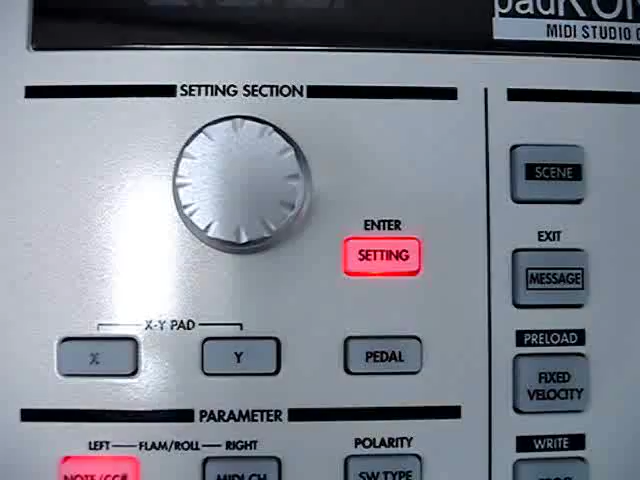 MIDI STUDIO
SETTING SECTION
SCENE
ENTER
SETTING
EXIT
MESSAGE
X-Y PAD
X
Y
PEDAL
PRELOAD
FIXED
VELOCITY
PARAMETER
LEFT FLAM/ROLL RIGHT
POLARITY
WRITE
NOTE/CC#
MIDI CH
SW TYPE